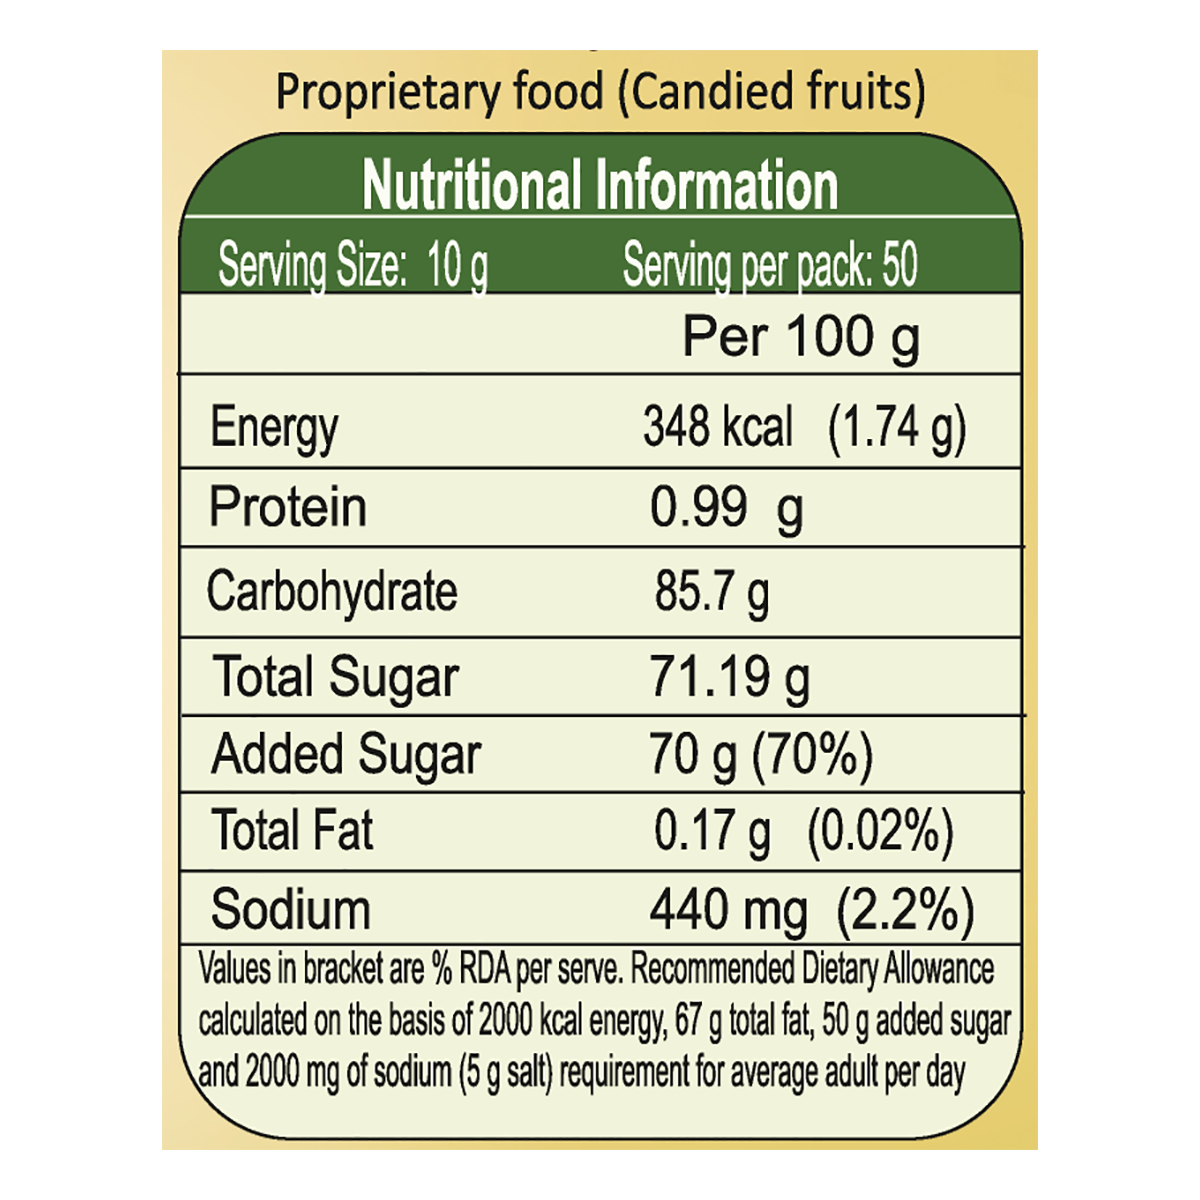 Proprietary food (Candied fruits)
Nutritional Information
Serving Size: 10 g Serving per pack: 50
Per 100 g
Energy 348 kcal (1.74 g)
Protein 0.99 g
Carbohydrate 85.7 g
Total Sugar 71.19 g
Added Sugar 70 g (70%)
Total Fat 0.17 g (0.02%)
Sodium 440 mg (2.2%)
Values in bracket are % RDA per serve. Recommended Dietary Allowance
calculated on the basis of 2000 kcal energy, 67 g total fat, 50 g added sugar
and 2000 mg of sodium (5 g salt) requirement for average adult per day